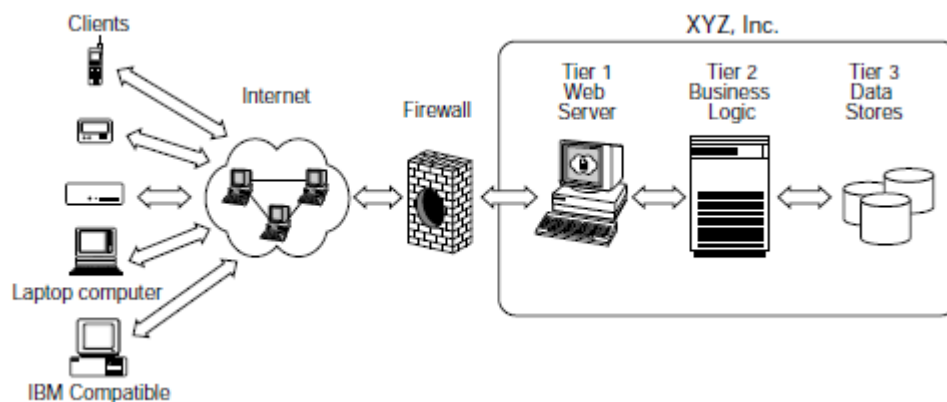 Clients
XYZ, Inc.
Internet
Firewall
Tier 1
Web
Server
Tier 2
Business
Logic
Tier 3
Data
Stores
Laptop computer
IBM Compatible